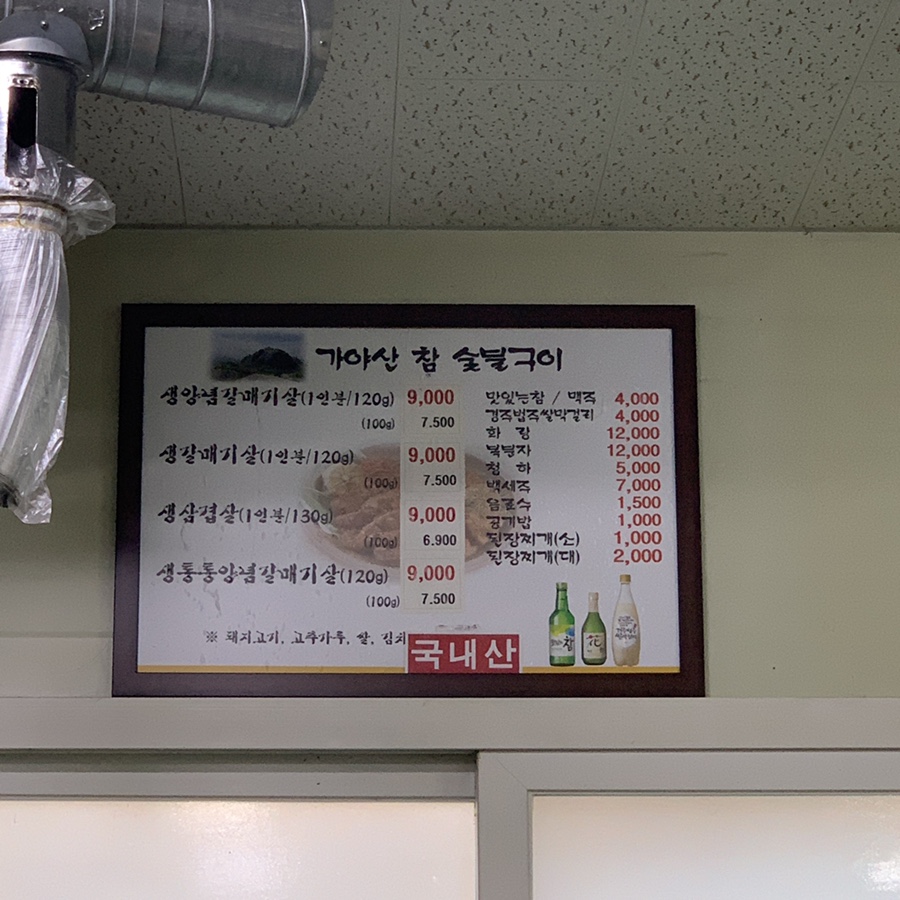 가야산 참 숯불구이
생양념갈매기살(1인분/120g) 9,000
(100g) 7.500
생갈매기살(1인분/120g) 9,000
(100g) 7.500
생삼겹살(1인분/130g) 9,000
(100g) 6.900
생통통양념갈매기살(120g) 9,000
(100g) 7.500
맛있는참 / 맥주 4,000
경주법주쌀막걸리 4,000
화 랑 12,000
복분자 12,000
청 하 5,000
백세주 7,000
음료수 1,500
공기밥 1,000
된장찌개(소) 1,000
된장찌개(대) 2,000
※ 돼지고기, 고추가루, 쌀, 김치
국내산
참
花